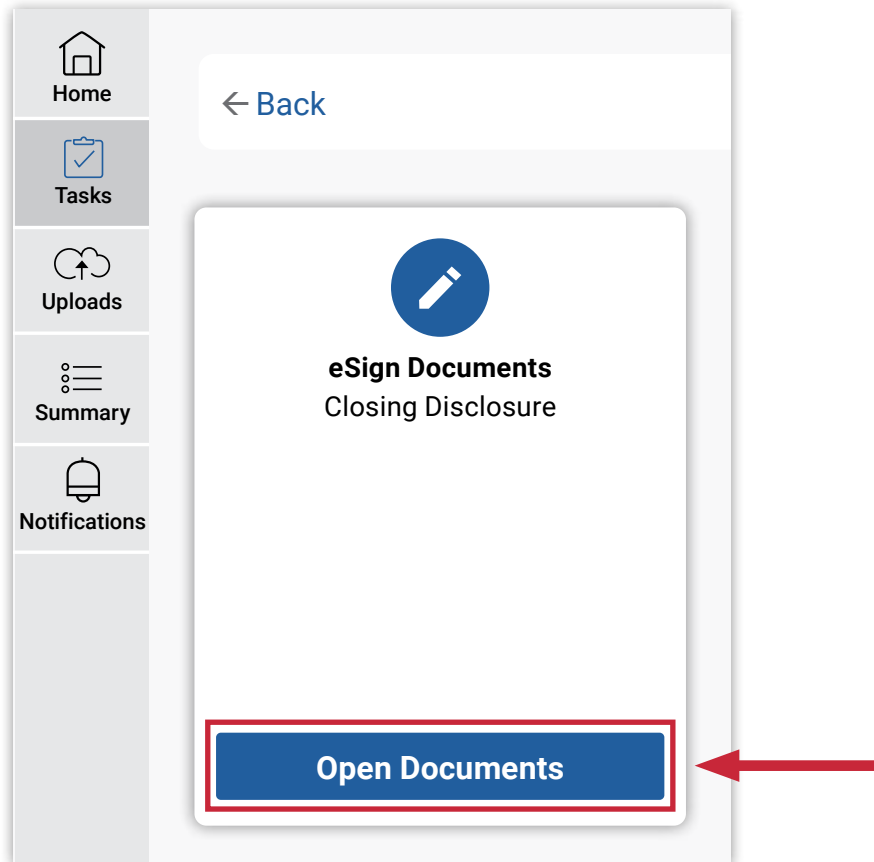 Home
Tasks
Uploads
Summary
Notifications
Back
eSign Documents
Closing Disclosure
Open Documents